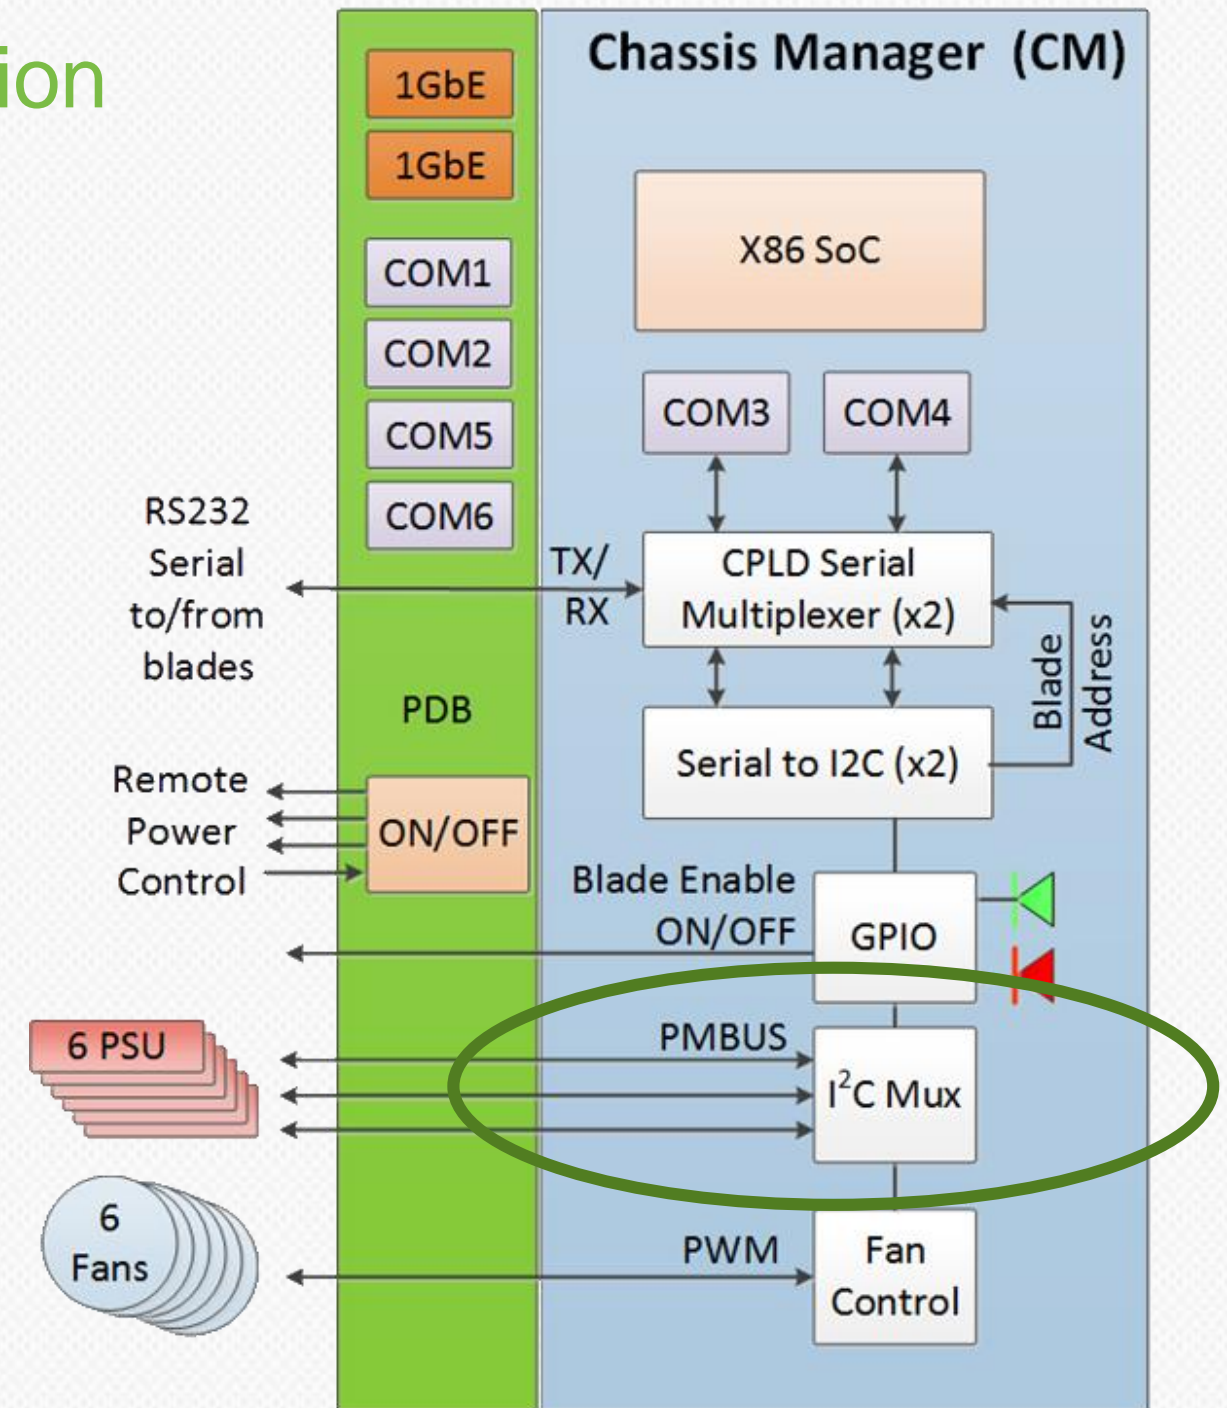 ion
Chassis Manager (CM)
1GbE
1GbE
X86 SoC
COM1
COM2
COM5
COM6
COM3
COM4
RS232
Serial
to/from
blades
TX/
RX
CPLD Serial
Multiplexer (x2)
Blade
Address
PDB
Serial to I2C (x2)
Remote
Power
Control
ON/OFF
Blade Enable
ON/OFF
GPIO
6 PSU
PMBUS
I²C Mux
6
Fans
PWM
Fan
Control